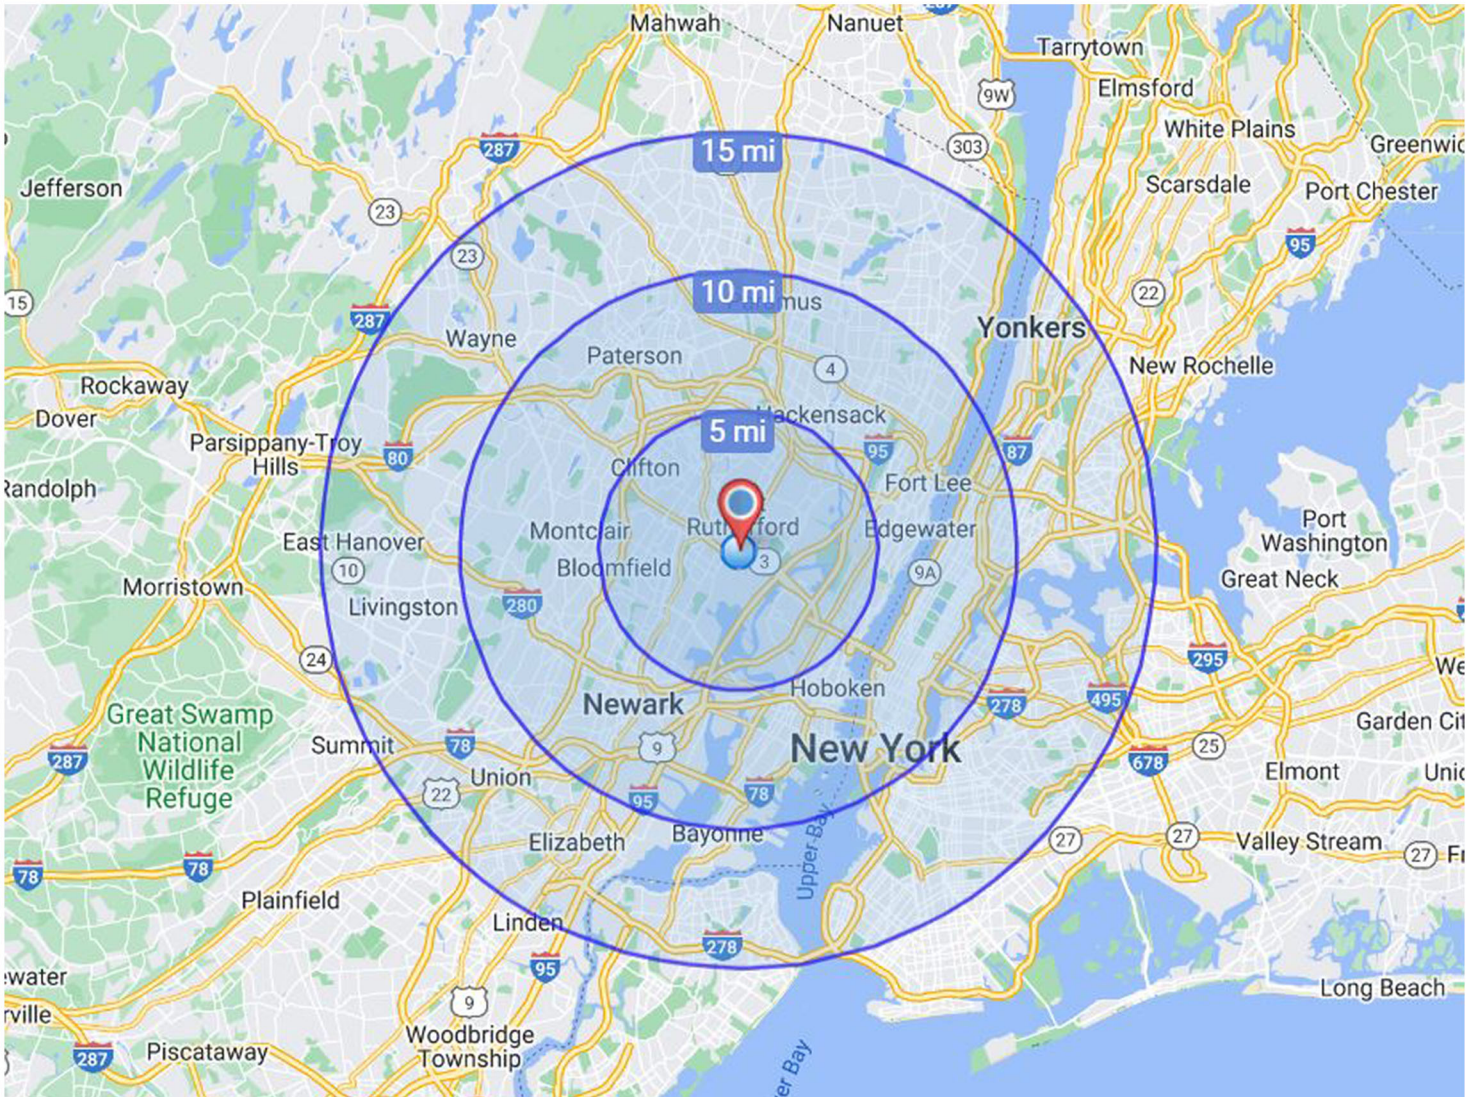 Mahwah
Nanuet
Tarrytown
9W
Elmsford
White Plains
287
15 mi
303
Greenwic
Jefferson
Scarsdale
Port Chester
23
95
23
22
15
287
10 mi
Yonkers
Wayne
Paterson
4
New Rochelle
Rockaway
Dover
Hackensack
5 mi
Parsippany-Troy
Hills
80
95
87
Clifton
Fort Lee
Randolph
Port
Washington
Montclair
Edgewater
East Hanover
10
Bloomfield
3
9A
Great Neck
Morristown
Livingston
280
24
295
Hoboken
278
495
Newark
Great Swamp
National
Wildlife
Refuge
Garden Cit
Summit
78
9
New York
25
287
678
Elmont
Union
22
95
78
Bayonne
Elizabeth
27
27
Valley Stream
27
78
78
Upper Bay
Plainfield
Linden
278
95
ewater
Long Beach
9
rville
Woodbridge
Township
287
Piscataway
er Bay